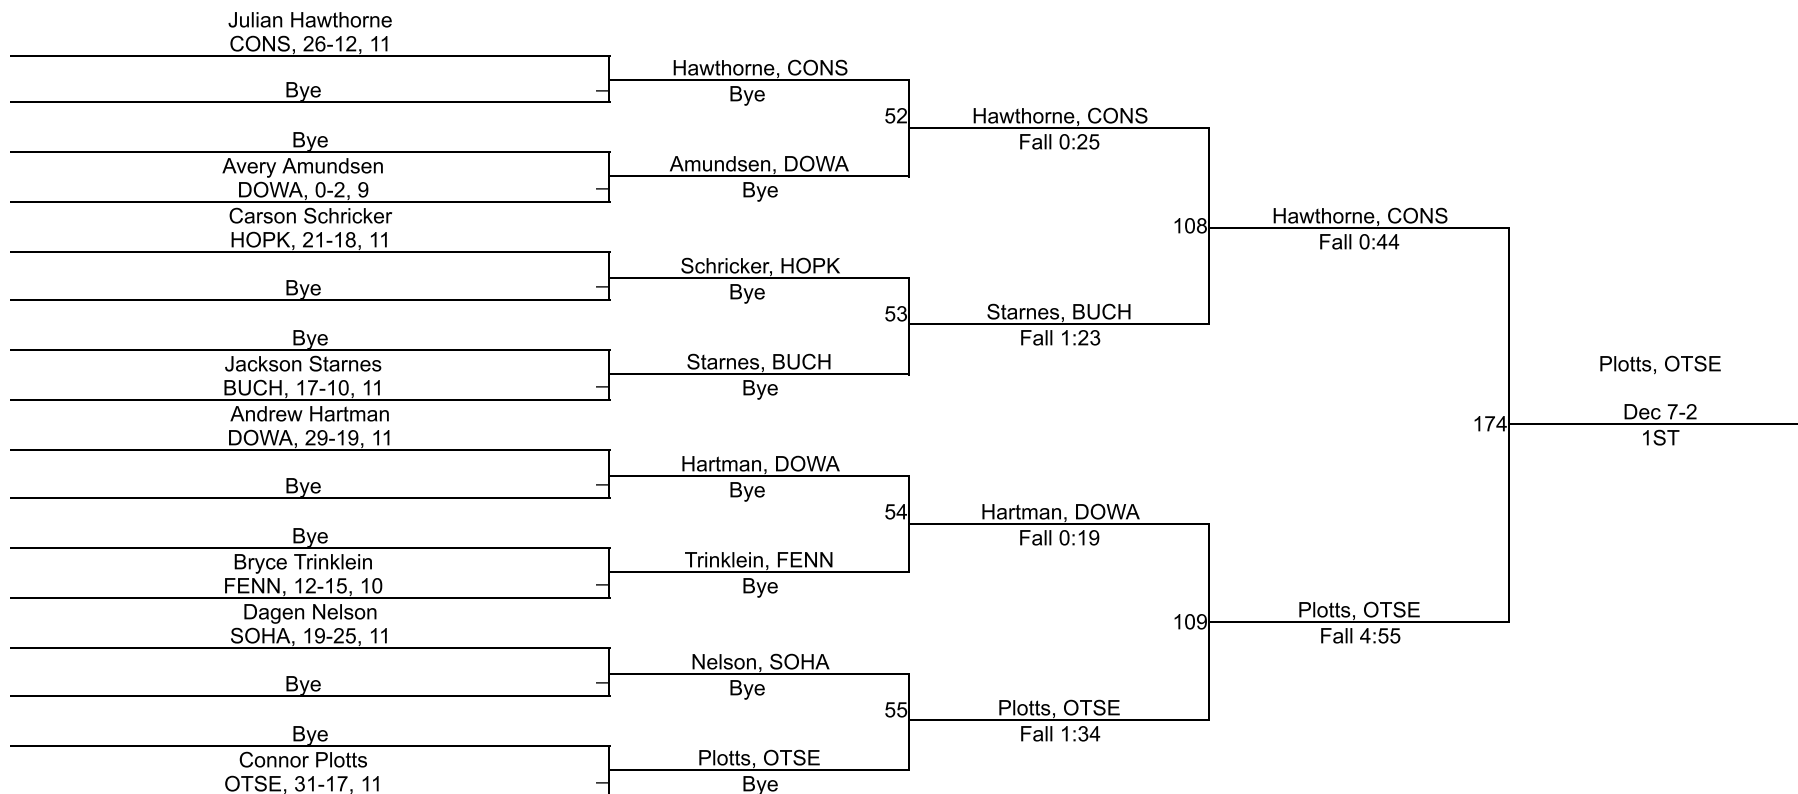 Julian Hawthorne
CONS, 26-12, 11
Bye
Bye
Avery Amundsen
DOWA, 0-2, 9
Carson Schricker
HOPK, 21-18, 11
Bye
Bye
Jackson Starnes
BUCH, 17-10, 11
Andrew Hartman
DOWA, 29-19, 11
Bye
Bye
Bryce Trinklein
FENN, 12-15, 10
Dagen Nelson
SOHA, 19-25, 11
Bye
Bye
Connor Plotts
OTSE, 31-17, 11
Hawthorne, CONS
Bye
52
Amundsen, DOWA
Bye
Schricker, HOPK
Bye
53
Starnes, BUCH
Bye
Hartman, DOWA
Bye
54
Trinklein, FENN
Bye
Nelson, SOHA
Bye
55
Plotts, OTSE
Bye
Hawthorne, CONS
Fall 0:25
108
Starnes, BUCH
Fall 1:23
Hartman, DOWA
Fall 0:19
109
Plotts, OTSE
Fall 1:34
Hawthorne, CONS
Fall 0:44
174
Plotts, OTSE
Fall 4:55
Plotts, OTSE
Dec 7-2
1ST